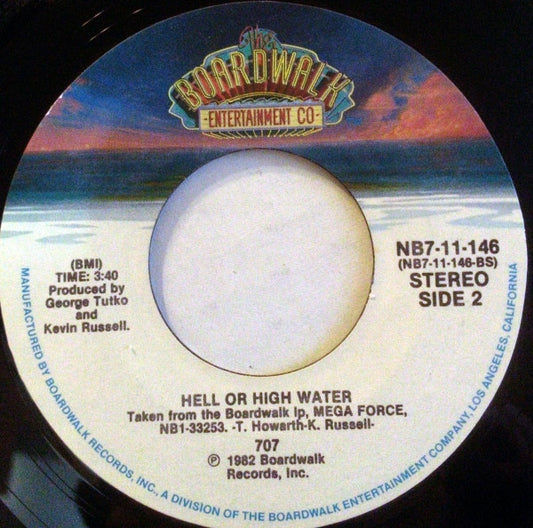 The
BOARDWALK
-ENTERTAINMENT CO-
NB7-11-146
(NB7-11-146-BS)
STEREO
SIDE 2
(BMI)
TIME: 3:40
Produced by
George Tutko
and
Kevin Russell.
HELL OR HIGH WATER
Taken from the Boardwalk lp, MEGA FORCE,
NB1-33253. -T. Howarth-K. Russell-
707
℗ 1982 Boardwalk
Records, Inc.
MANUFACTURED BY BOARDWALK RECORDS, INC., A DIVISION OF THE BOARDWALK ENTERTAINMENT COMPANY, LOS ANGELES, CALIFORNIA